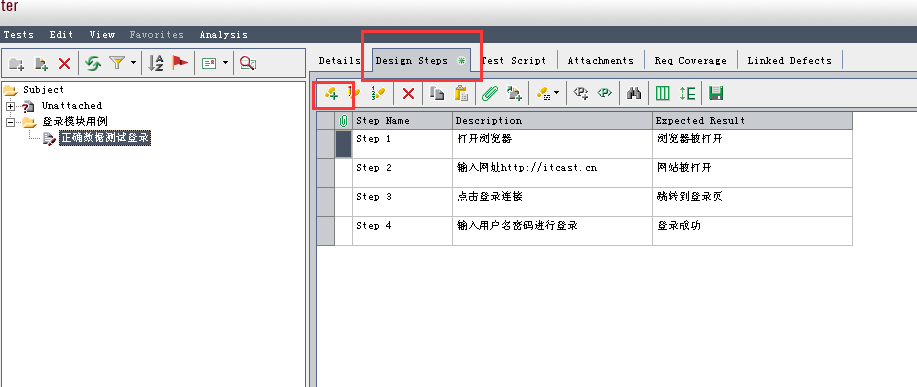 ter
Tests Edit View Favorites Analysis
Details Design Steps Test Script Attachments Req Coverage Linked Defects
Subject
Unattached
登录模块用例
正确数据测试登录
Step Name Description Expected Result
Step 1 打开浏览器 浏览器被打开
Step 2 输入网址http://itcast.cn 网站被打开
Step 3 点击登录连接 跳转到登录页
Step 4 输入用户名密码进行登录 登录成功